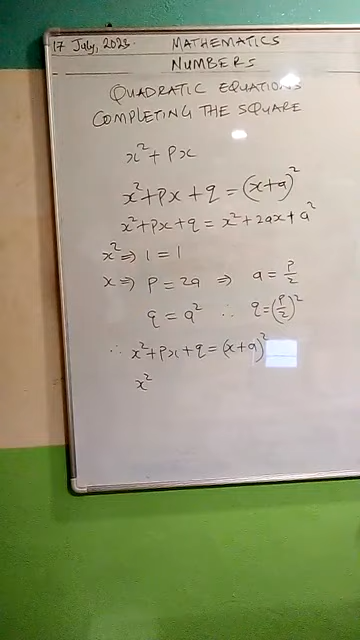 17 July, 2023. MATHEMATICS
NUMBERS
QUADRATIC EQUATIONS
COMPLETING THE SQUARE
x² + px
x² + px + q = (x+a)²
x² + px + q = x² + 2ax + a²
x² ⇒ 1 = 1
x ⇒ p = 2a ⇒ a = p/2
q = a² ∴ q = (p/2)²
∴ x² + px + q = (x+a)²
x²